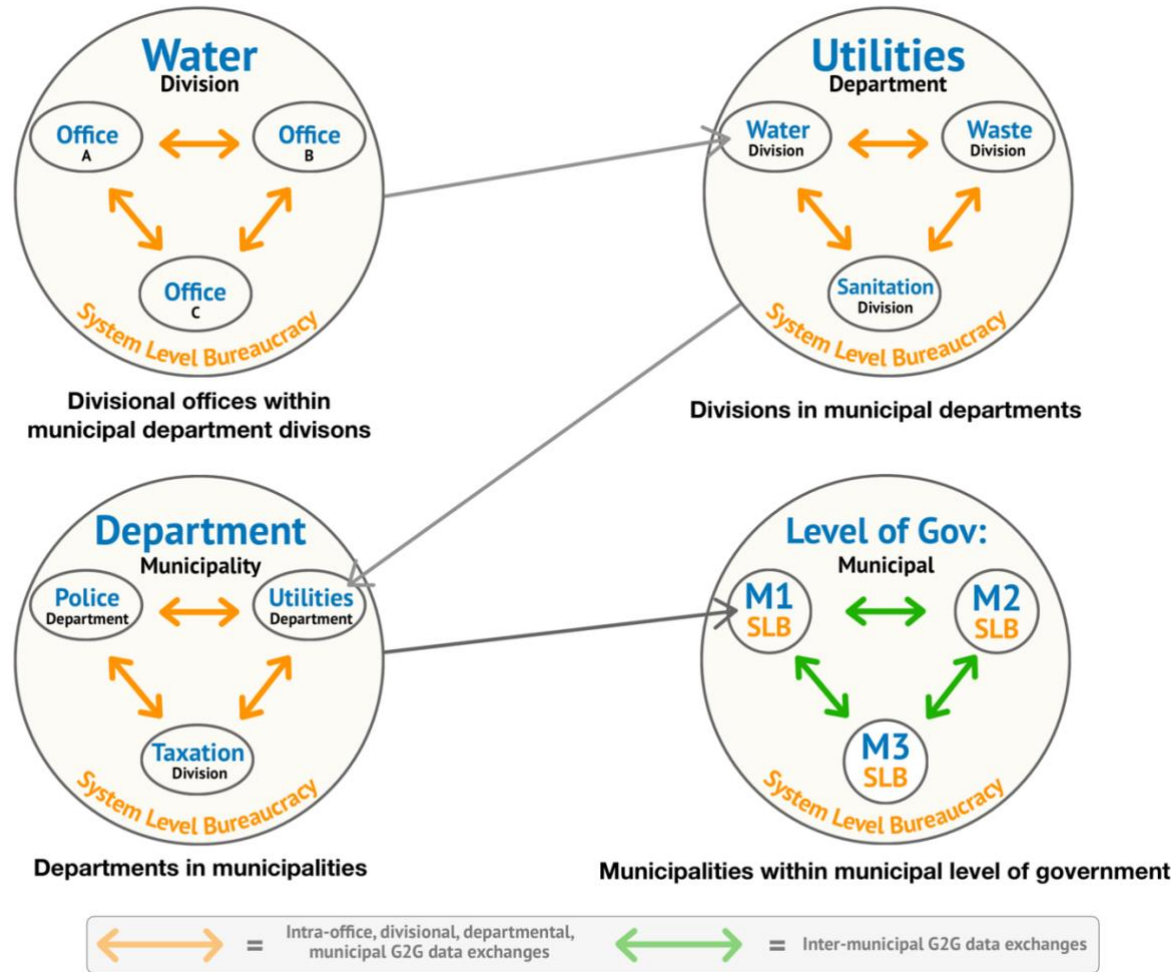 Water
Division
Office
A
Office
B
Office
C
System Level Bureaucracy
Divisional offices within
municipal department divisons
Utilities
Department
Water
Division
Waste
Division
Sanitation
Division
System Level Bureaucracy
Divisions in municipal departments
Department
Municipality
Police
Department
Utilities
Department
Taxation
Division
System Level Bureaucracy
Departments in municipalities
Level of Gov:
Municipal
M1
SLB
M2
SLB
M3
SLB
System Level Bureaucracy
Municipalities within municipal level of government
= Intra-office, divisional, departmental,
municipal G2G data exchanges
= Inter-municipal G2G data exchanges